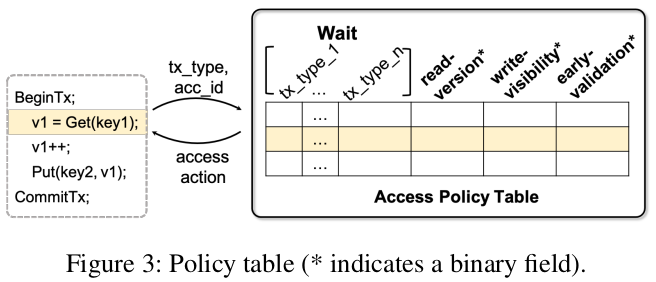 BeginTx;
v1 = Get(key1);
v1++;
Put(key2, v1);
CommitTx;
tx_type,
acc_id
access
action
Wait
tx_type_1
...
tx_type_n
read-
version*
write-
visibility*
early-
validation*
...
...
...
Access Policy Table
Figure 3: Policy table (* indicates a binary field).